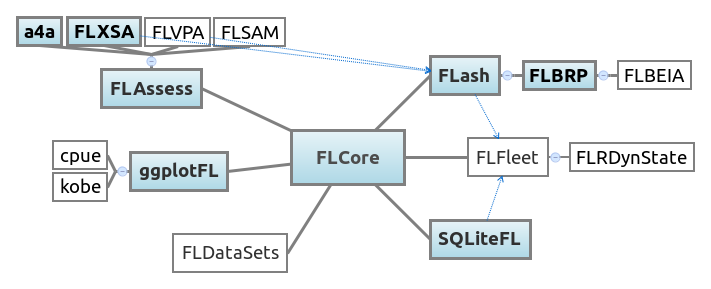 a4a
FLXSA
FLVPA
FLSAM
FLAssess
FLash
FLBRP
FLBEIA
cpue
kobe
ggplotFL
FLCore
FLFleet
FLRDynState
FLDataSets
SQLiteFL